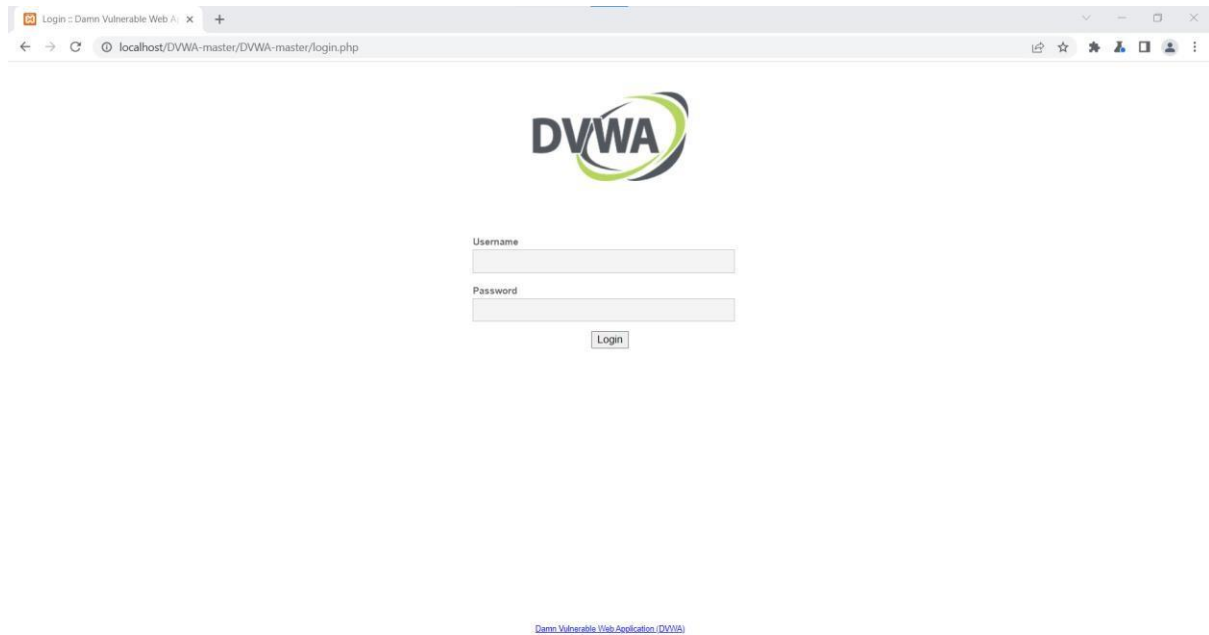 Login :: Damn Vulnerable Web A
localhost/DVWA-master/DVWA-master/login.php
DVWA
Username
Password
Login
Damn Vulnerable Web Application (DVWA)